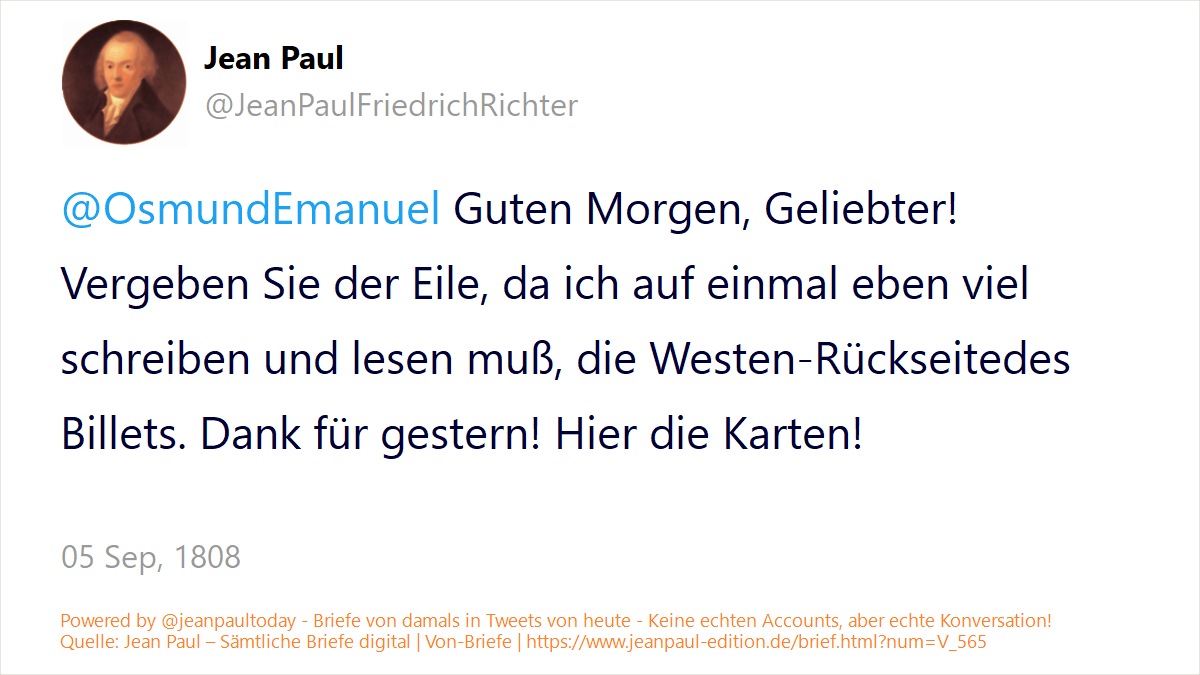 Jean Paul
@JeanPaulFriedrichRichter
@OsmundEmanuel Guten Morgen, Geliebter!
Vergeben Sie der Eile, da ich auf einmal eben viel
schreiben und lesen muß, die Westen-Rückseitedes
Billets. Dank für gestern! Hier die Karten!
05 Sep, 1808
Powered by @jeanpaultoday - Briefe von damals in Tweets von heute - Keine echten Accounts, aber echte Konversation!
Quelle: Jean Paul – Sämtliche Briefe digital | Von-Briefe | https://www.jeanpaul-edition.de/brief.html?num=V_565